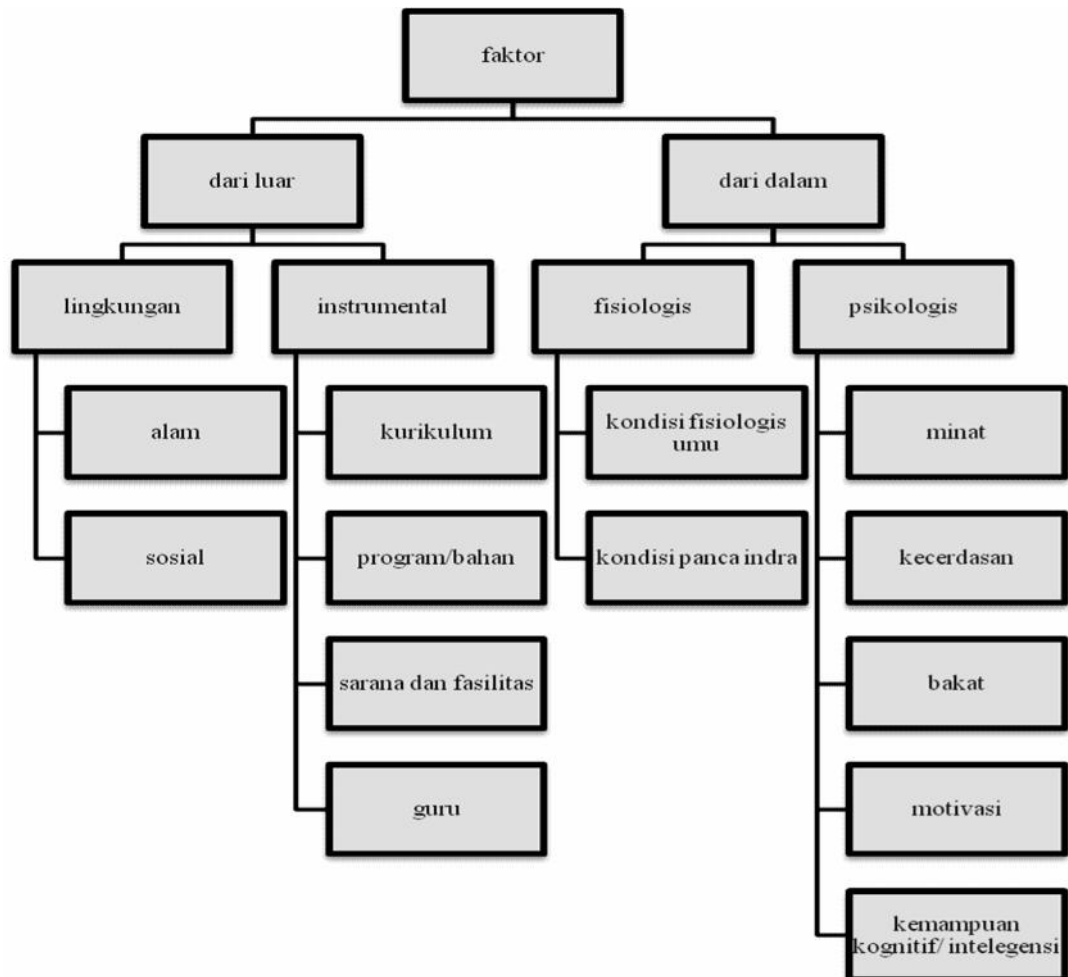 faktor
dari luar
dari dalam
lingkungan
instrumental
fisiologis
psikologis
alam
kurikulum
kondisi fisiologis
umu
minat
sosial
program/bahan
kondisi panca indra
kecerdasan
sarana dan fasilitas
bakat
guru
motivasi
kemampuan
kognitif/ intelegensi